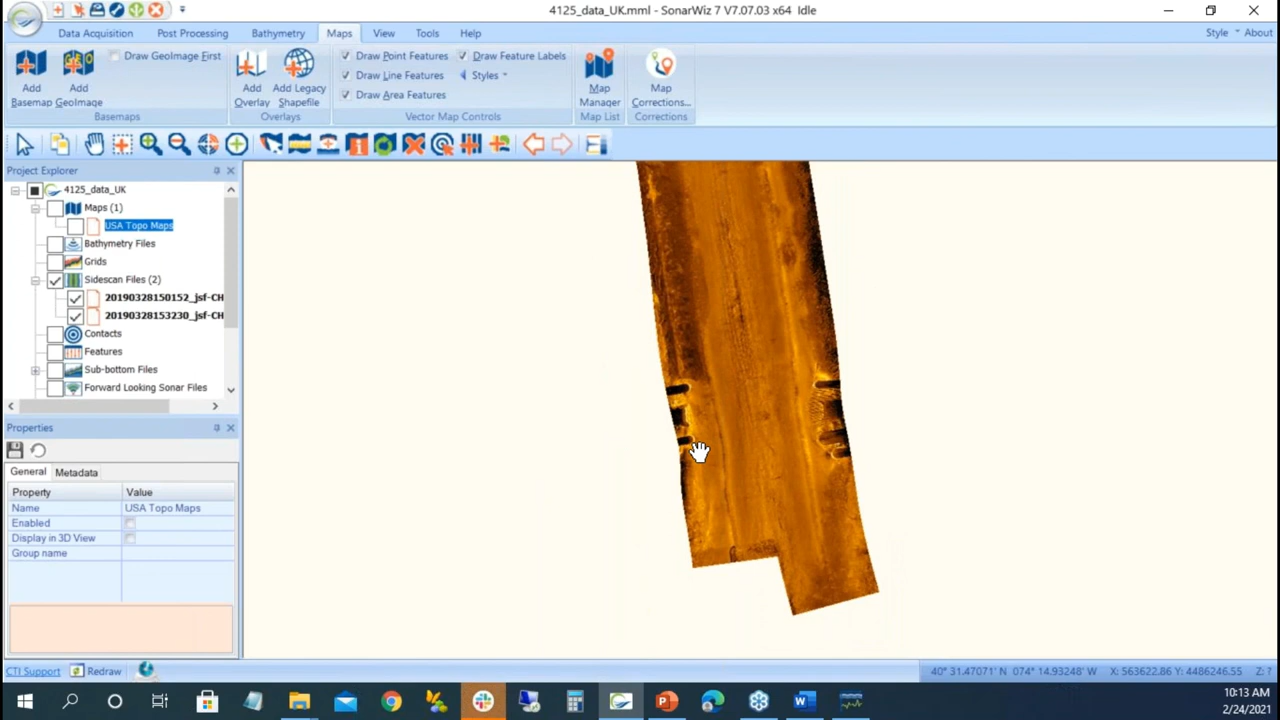 4125_data_UK.mml - SonarWiz 7 V7.07.03 x64 Idle
Data Acquisition Post Processing Bathymetry Maps View Tools Help Style About
Add Basemap
Add GeoImage
Draw GeoImage First
Basemaps
Add Overlay
Add Legacy Shapefile
Overlays
Draw Point Features
Draw Line Features
Draw Area Features
Draw Feature Labels
Styles
Vector Map Controls
Map Manager
Map List
Map Corrections...
Corrections
Project Explorer
4125_data_UK
Maps (1)
USA Topo Maps
Bathymetry Files
Grids
Sidescan Files (2)
20190328150152_jsf-CH
20190328153230_jsf-CH
Contacts
Features
Sub-bottom Files
Forward Looking Sonar Files
Properties
General Metadata
Property Value
Name USA Topo Maps
Enabled
Display in 3D View
Group name
CTI Support Redraw
40° 31.47071' N 074° 14.93248' W X: 563622.86 Y: 4486246.55 Z: ?
10:13 AM
2/24/2021